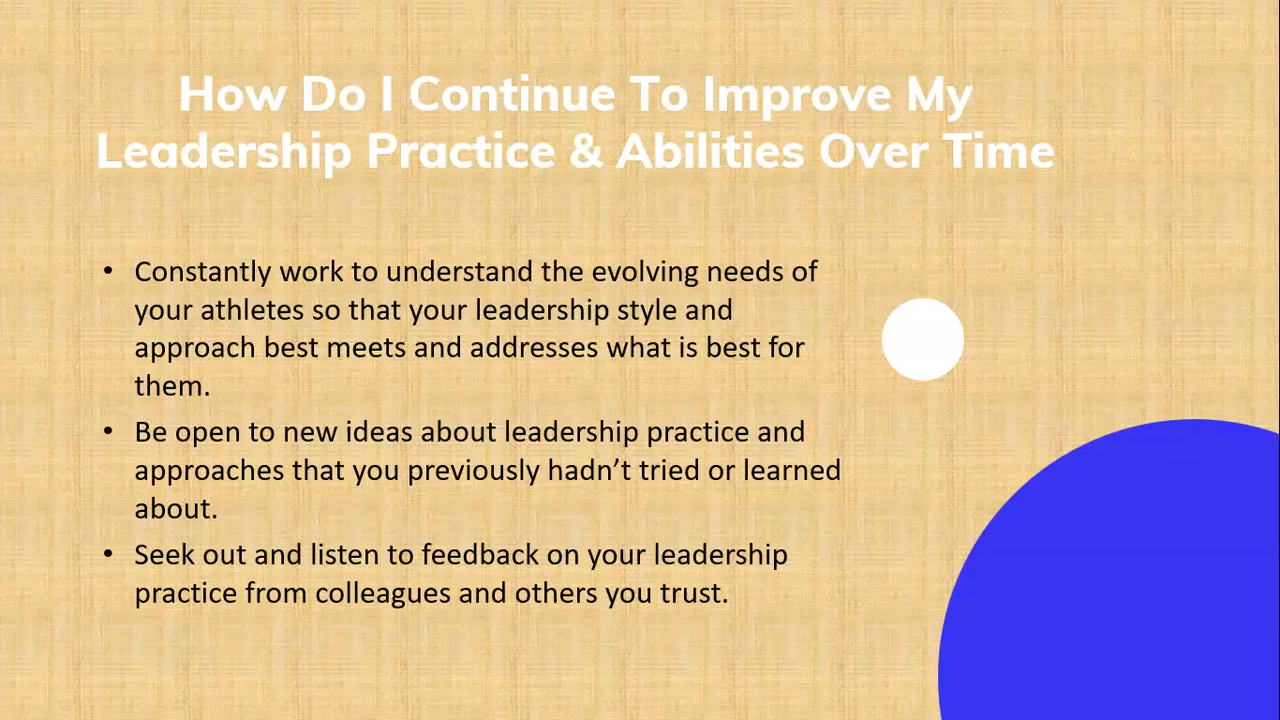 How Do I Continue To Improve My
Leadership Practice & Abilities Over Time
• Constantly work to understand the evolving needs of
your athletes so that your leadership style and
approach best meets and addresses what is best for
them.
• Be open to new ideas about leadership practice and
approaches that you previously hadn’t tried or learned
about.
• Seek out and listen to feedback on your leadership
practice from colleagues and others you trust.